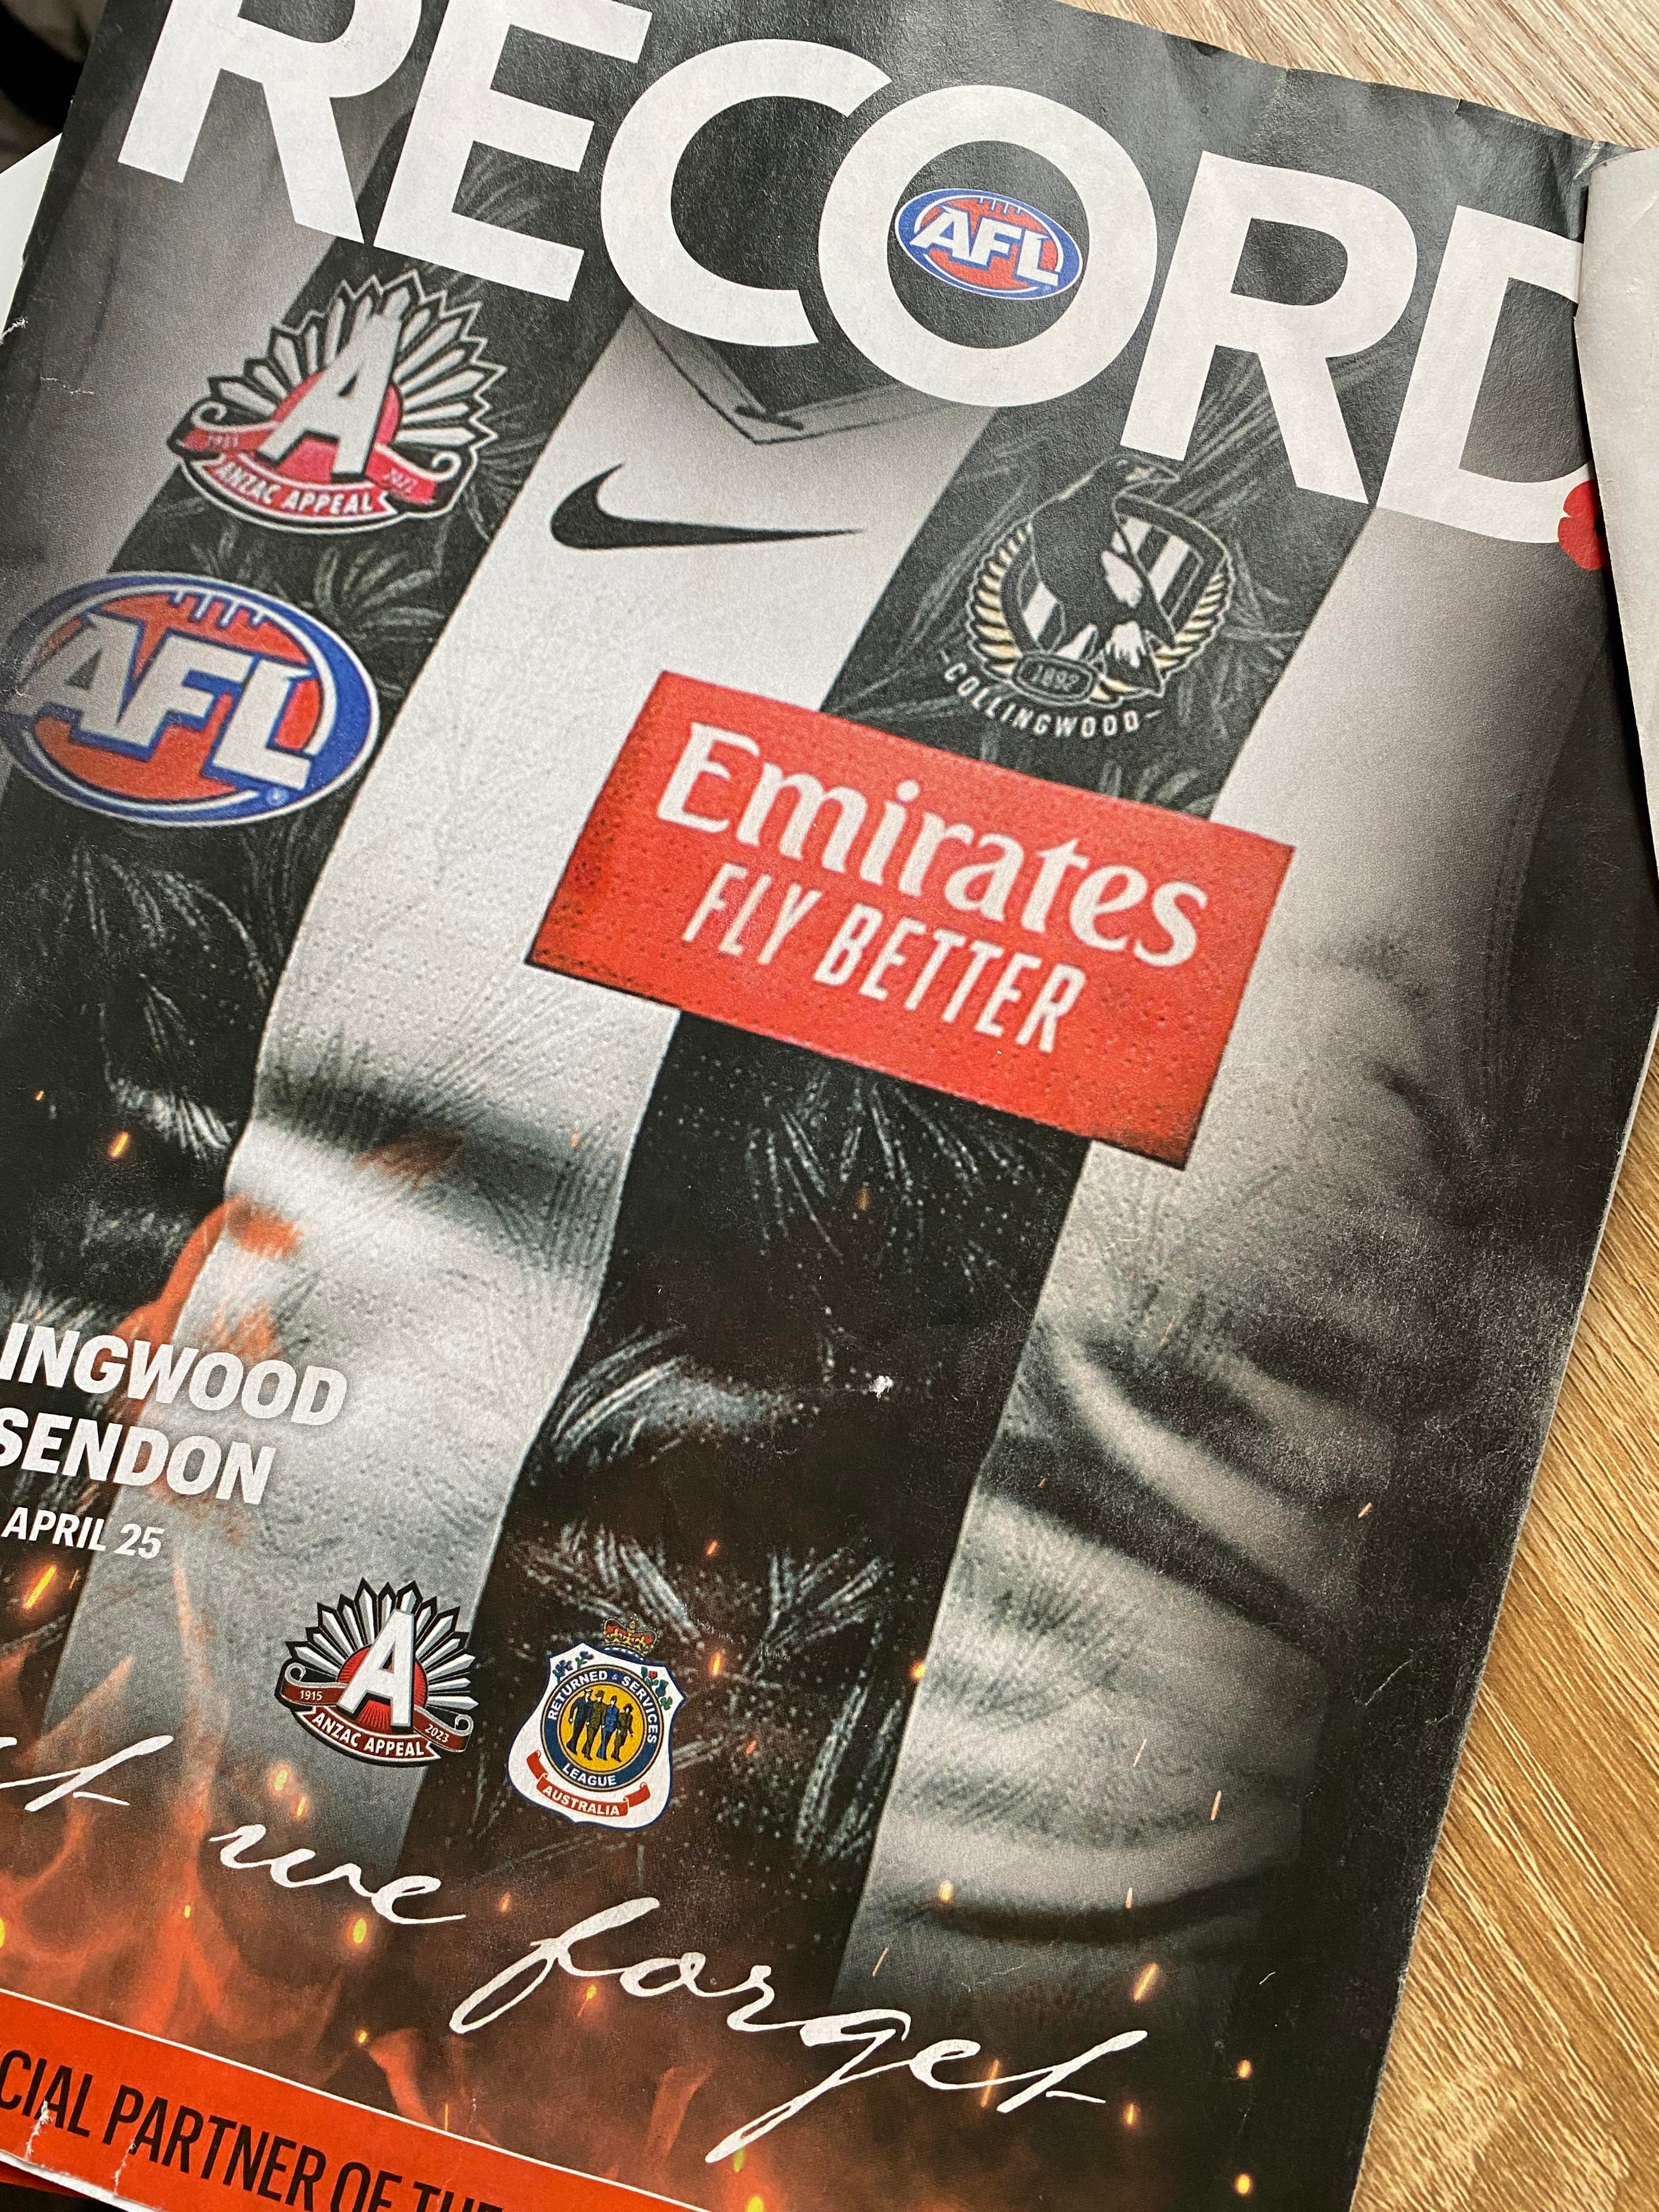 RECORD
AFL
A
1915 2023
ANZAC APPEAL
AFL
1892
COLLINGWOOD
Emirates
FLY BETTER
INGWOOD
SENDON
APRIL 25
A
1915 2023
ANZAC APPEAL
RETURNED & SERVICES
LEAGUE
AUSTRALIA
we forget
CIAL PARTNER OF THE